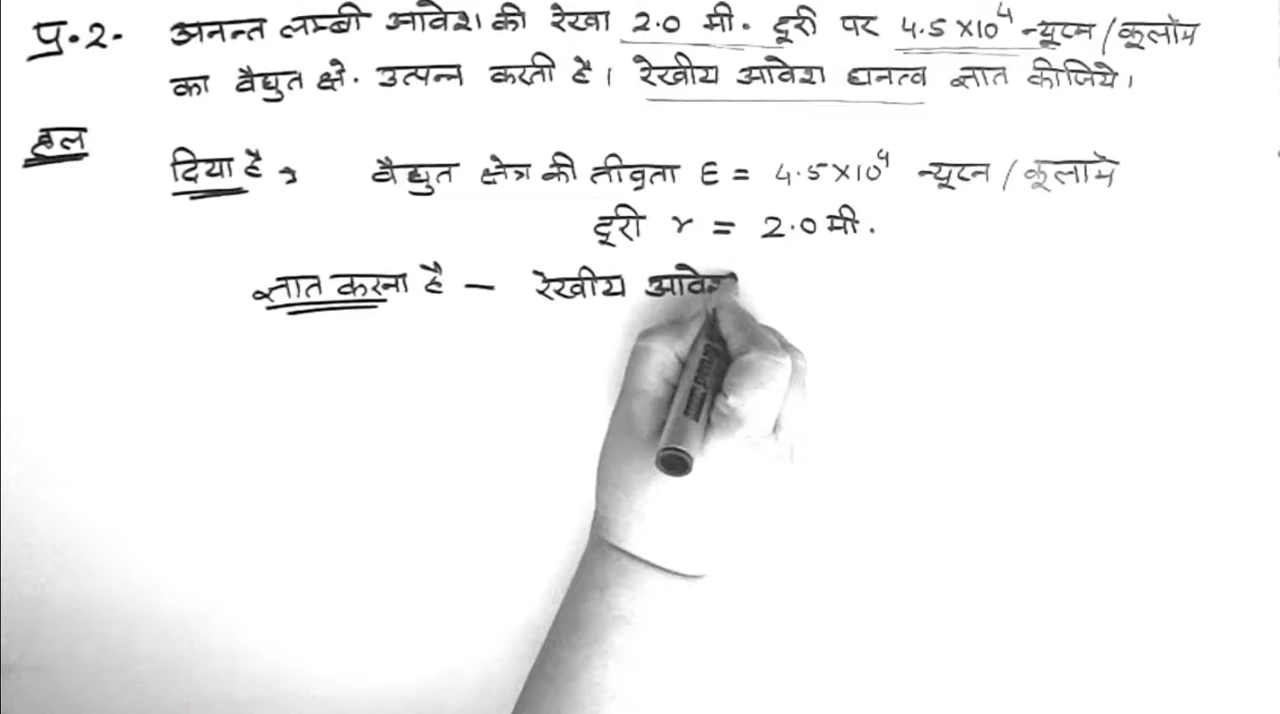 प्र.2. अनन्त लम्बी आवेश की रेखा 2.0 मी. दूरी पर 4.5×10⁴ न्यूटन/कूलॉम
का वैद्युत क्षे. उत्पन्न करती है। रेखीय आवेश घनत्व ज्ञात कीजिये।
हल
दिया है → वैद्युत क्षेत्र की तीव्रता E = 4.5×10⁴ न्यूटन/कूलॉम
दूरी r = 2.0 मी.
ज्ञात करना है — रेखीय आवेश